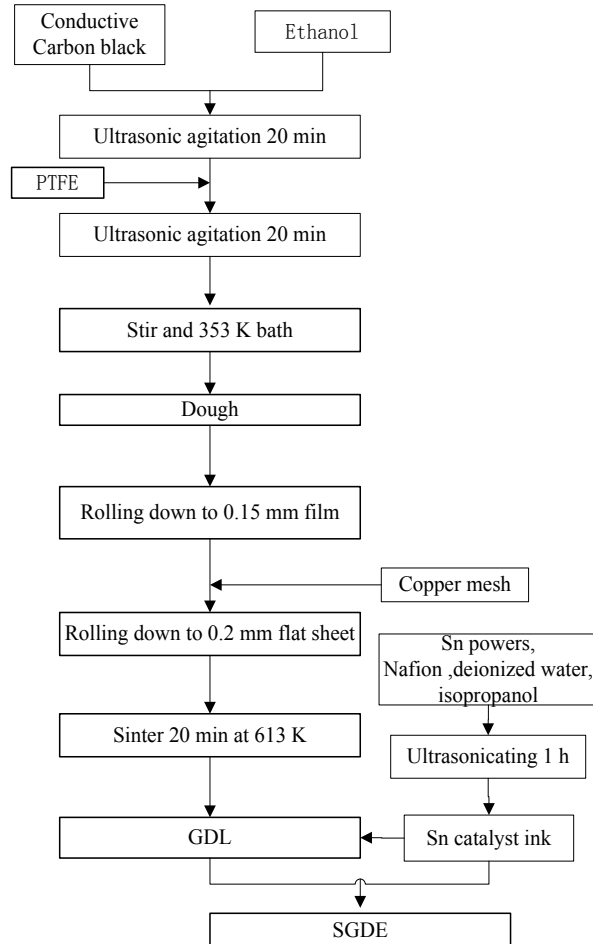 Conductive
Carbon black
Ethanol
Ultrasonic agitation 20 min
PTFE
Ultrasonic agitation 20 min
Stir and 353 K bath
Dough
Rolling down to 0.15 mm film
Copper mesh
Rolling down to 0.2 mm flat sheet
Sn powers,
Nafion ,deionized water,
isopropanol
Sinter 20 min at 613 K
Ultrasonicating 1 h
GDL
Sn catalyst ink
SGDE